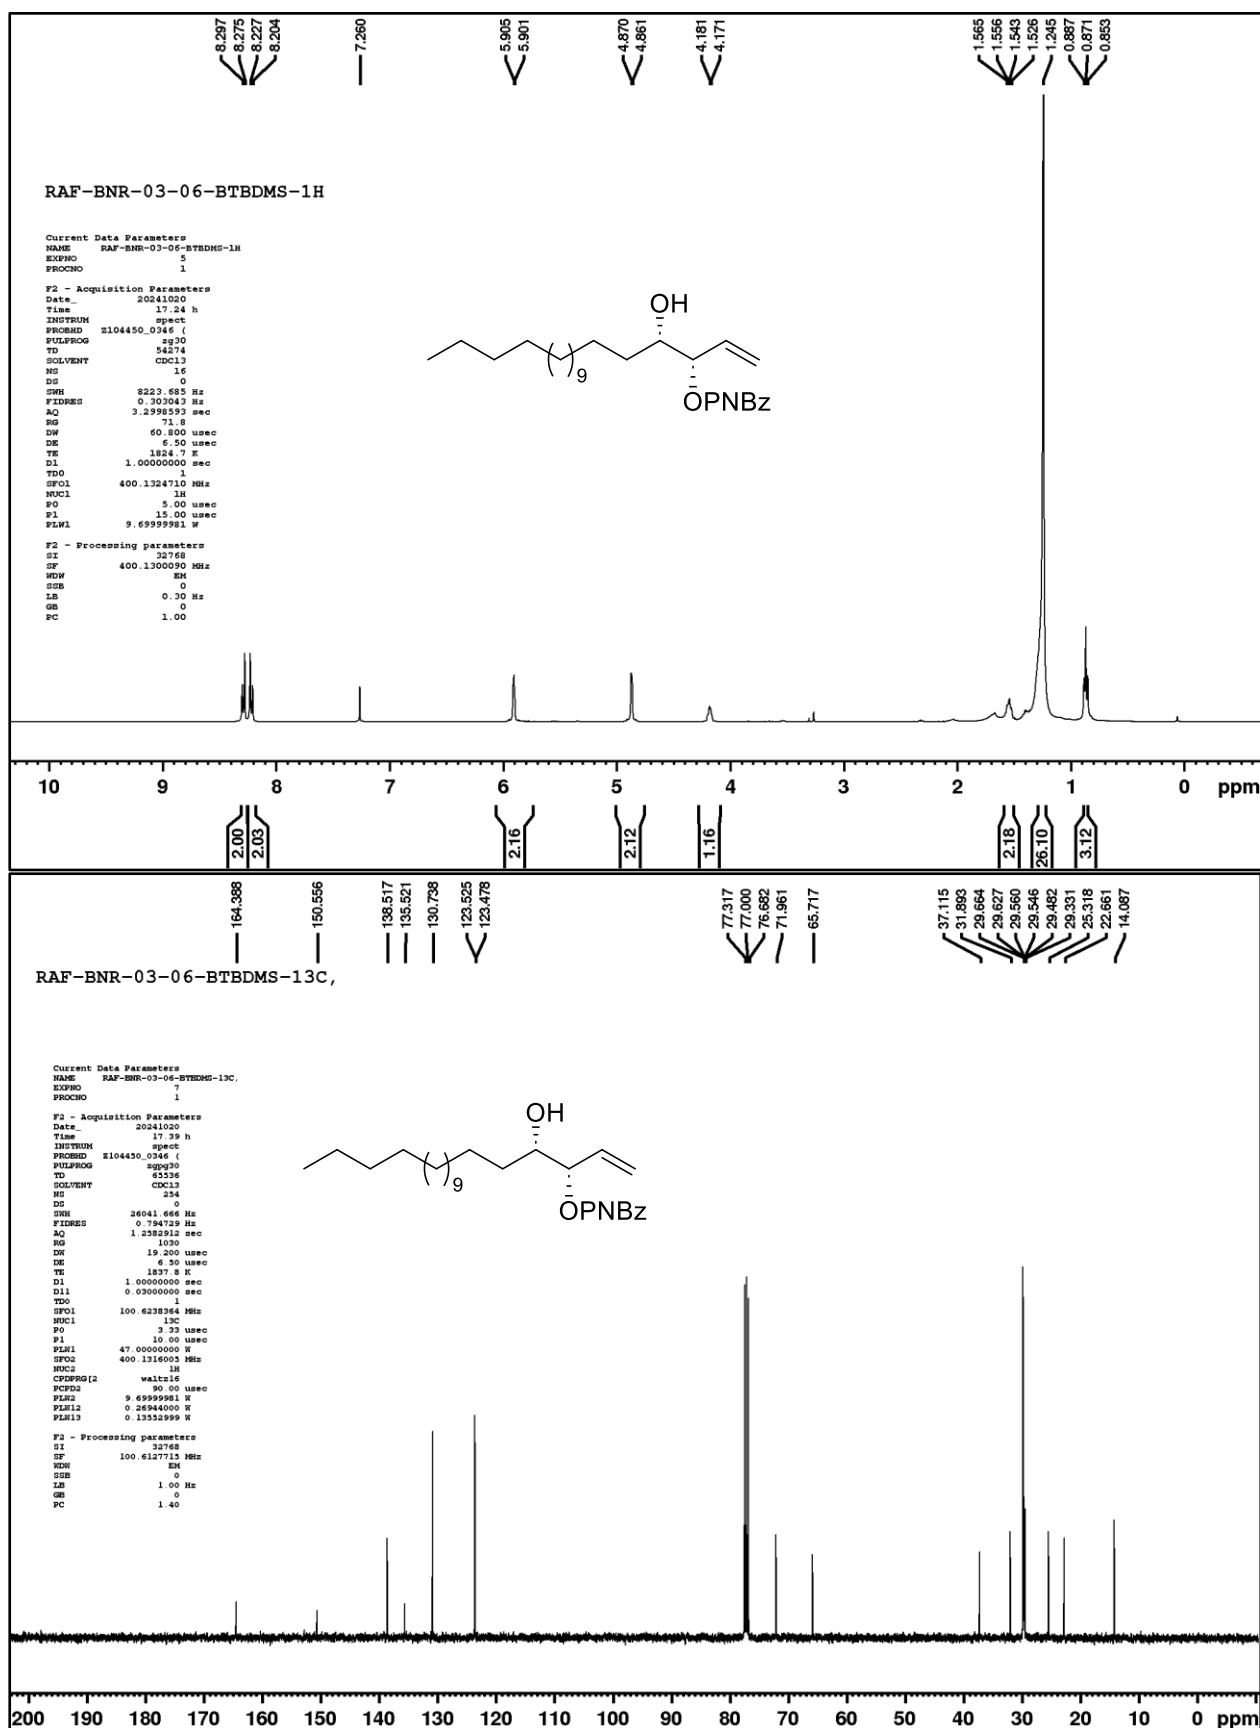 8.297
8.275
8.227
8.204
7.260
5.905
5.901
4.870
4.861
4.181
4.171
1.565
1.556
1.543
1.526
1.245
0.887
0.871
0.853
RAF-BNR-03-06-BTBDMS-1H
Current Data Parameters
NAME RAF-BNR-03-06-BTBDMS-1H
EXPNO 5
PROCNO 1
F2 - Acquisition Parameters
Date_ 20241020
Time 17.24 h
INSTRUM spect
PROBHD Z104450_0346 (
PULPROG zg30
TD 54274
SOLVENT CDCl3
NS 16
DS 0
SWH 8223.685 Hz
FIDRES 0.303043 Hz
AQ 3.2998593 sec
RG 71.8
DW 60.800 usec
DE 6.50 usec
TE 1824.7 K
D1 1.00000000 sec
TD0 1
SFO1 400.1324710 MHz
NUC1 1H
P0 5.00 usec
P1 15.00 usec
PLW1 9.69999981 W
F2 - Processing parameters
SI 32768
SF 400.1300090 MHz
WDW EM
SSB 0
LB 0.30 Hz
GB 0
PC 1.00
OH
9
OPNBz
10 9 8 7 6 5 4 3 2 1 0 ppm
2.00
2.03
2.16
2.12
1.16
2.18
26.10
3.12
164.388
150.556
138.517
135.521
130.738
123.525
123.478
77.317
77.000
76.682
71.961
65.717
37.115
31.893
29.664
29.627
29.560
29.546
29.482
29.331
25.318
22.661
14.087
RAF-BNR-03-06-BTBDMS-13C,
Current Data Parameters
NAME RAF-BNR-03-06-BTBDMS-13C,
EXPNO 7
PROCNO 1
F2 - Acquisition Parameters
Date_ 20241020
Time 17.39 h
INSTRUM spect
PROBHD Z104450_0346 (
PULPROG zgpg30
TD 65536
SOLVENT CDCl3
NS 254
DS 0
SWH 26041.666 Hz
FIDRES 0.794729 Hz
AQ 1.2582912 sec
RG 1030
DW 19.200 usec
DE 6.50 usec
TE 1837.8 K
D1 1.00000000 sec
D11 0.03000000 sec
TD0 1
SFO1 100.6238364 MHz
NUC1 13C
P0 3.33 usec
P1 10.00 usec
PLW1 47.00000000 W
SFO2 400.1316005 MHz
NUC2 1H
CPDPRG[2 waltz16
PCPD2 90.00 usec
PLW2 9.69999981 W
PLW12 0.26944000 W
PLW13 0.13552999 W
F2 - Processing parameters
SI 32768
SF 100.6127715 MHz
WDW EM
SSB 0
LB 1.00 Hz
GB 0
PC 1.40
OH
9
OPNBz
200 190 180 170 160 150 140 130 120 110 100 90 80 70 60 50 40 30 20 10 0 ppm